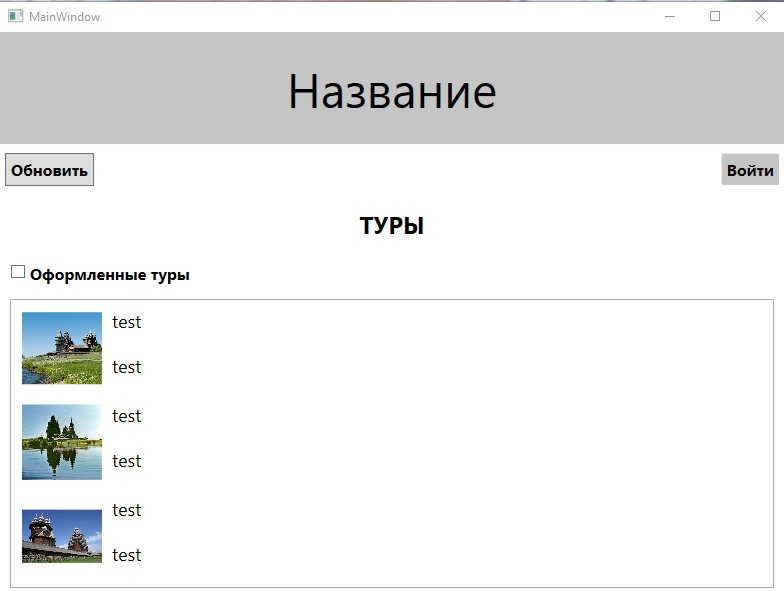 MainWindow
Название
Обновить
Войти
ТУРЫ
Оформленные туры
test
test
test
test
test
test